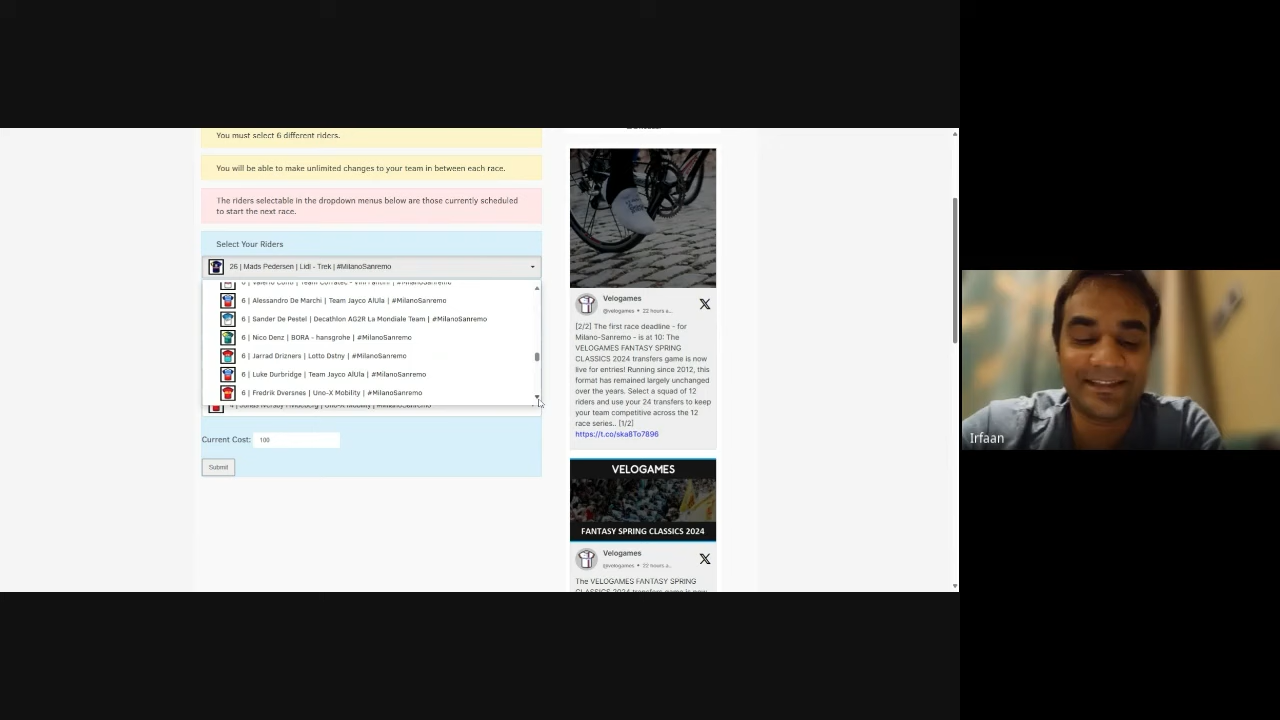 You must select 6 different riders.
You will be able to make unlimited changes to your team in between each race.
The riders selectable in the dropdown menus below are those currently scheduled
to start the next race.
Select Your Riders
26 | Mads Pedersen | Lidl - Trek | #MilanoSanremo
6 | Alessandro De Marchi | Team Jayco AlUla | #MilanoSanremo
6 | Sander De Pestel | Decathlon AG2R La Mondiale Team | #MilanoSanremo
6 | Nico Denz | BORA - hansgrohe | #MilanoSanremo
6 | Jarrad Drizners | Lotto Dstny | #MilanoSanremo
6 | Luke Durbridge | Team Jayco AlUla | #MilanoSanremo
6 | Fredrik Dversnes | Uno-X Mobility | #MilanoSanremo
Current Cost: 100
Submit
Velogames
@velogames • 22 hours a...
[2/2] The first race deadline - for
Milano-Sanremo - is at 10: The
VELOGAMES FANTASY SPRING
CLASSICS 2024 transfers game is now
live for entries! Running since 2012, this
format has remained largely unchanged
over the years. Select a squad of 12
riders and use your 24 transfers to keep
your team competitive across the 12
race series.. [1/2]
https://t.co/ska8To7896
VELOGAMES
FANTASY SPRING CLASSICS 2024
Velogames
@velogames • 22 hours a...
The VELOGAMES FANTASY SPRING
Irfaan